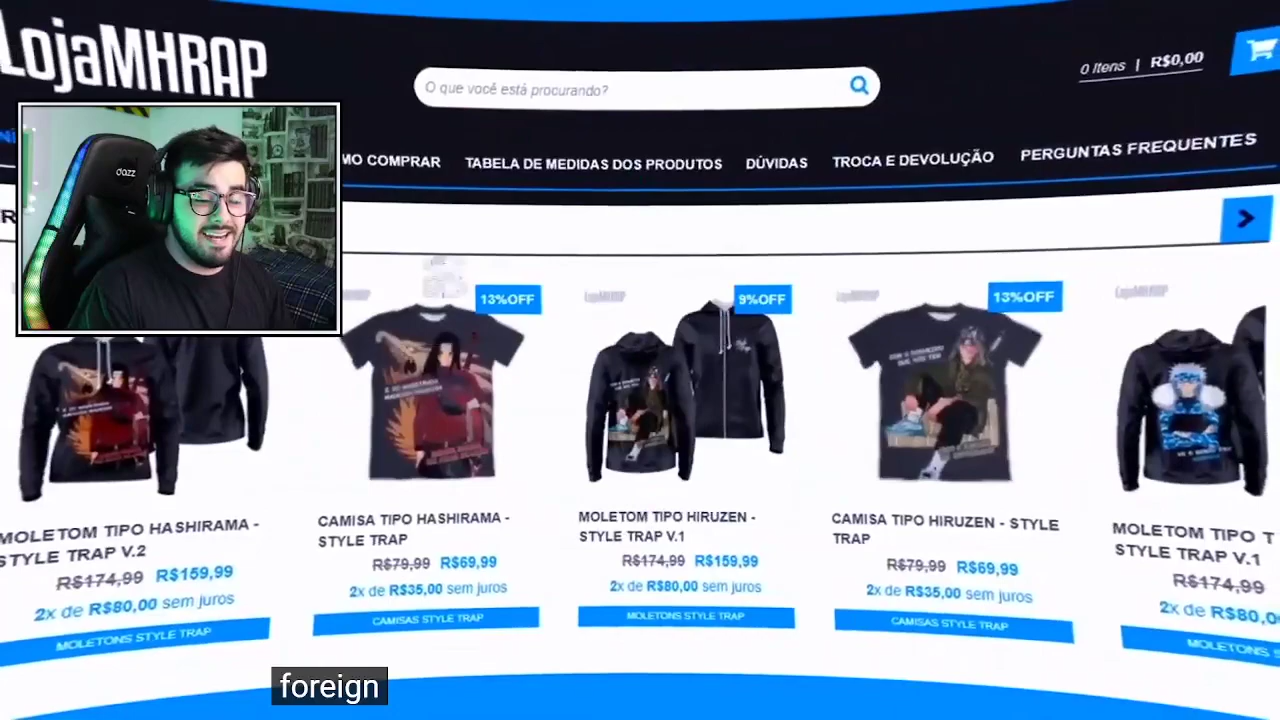 LojaMHRAP
O que você está procurando?
0 Itens | R$0,00
MO COMPRAR
TABELA DE MEDIDAS DOS PRODUTOS
DÚVIDAS
TROCA E DEVOLUÇÃO
PERGUNTAS FREQUENTES
dazz
13%OFF
9%OFF
13%OFF
LojaMHRAP
LojaMHRAP
LojaMHRAP
MOLETOM TIPO HASHIRAMA -
STYLE TRAP V.2
R$174,99 R$159,99
2x de R$80,00 sem juros
MOLETONS STYLE TRAP
CAMISA TIPO HASHIRAMA -
STYLE TRAP
R$79,99 R$69,99
2x de R$35,00 sem juros
CAMISAS STYLE TRAP
MOLETOM TIPO HIRUZEN -
STYLE TRAP V.1
R$174,99 R$159,99
2x de R$80,00 sem juros
MOLETONS STYLE TRAP
CAMISA TIPO HIRUZEN - STYLE
TRAP
R$79,99 R$69,99
2x de R$35,00 sem juros
CAMISAS STYLE TRAP
MOLETOM TIPO T
STYLE TRAP V.1
R$174,99
2x de R$80,0
MOLETONS S
foreign